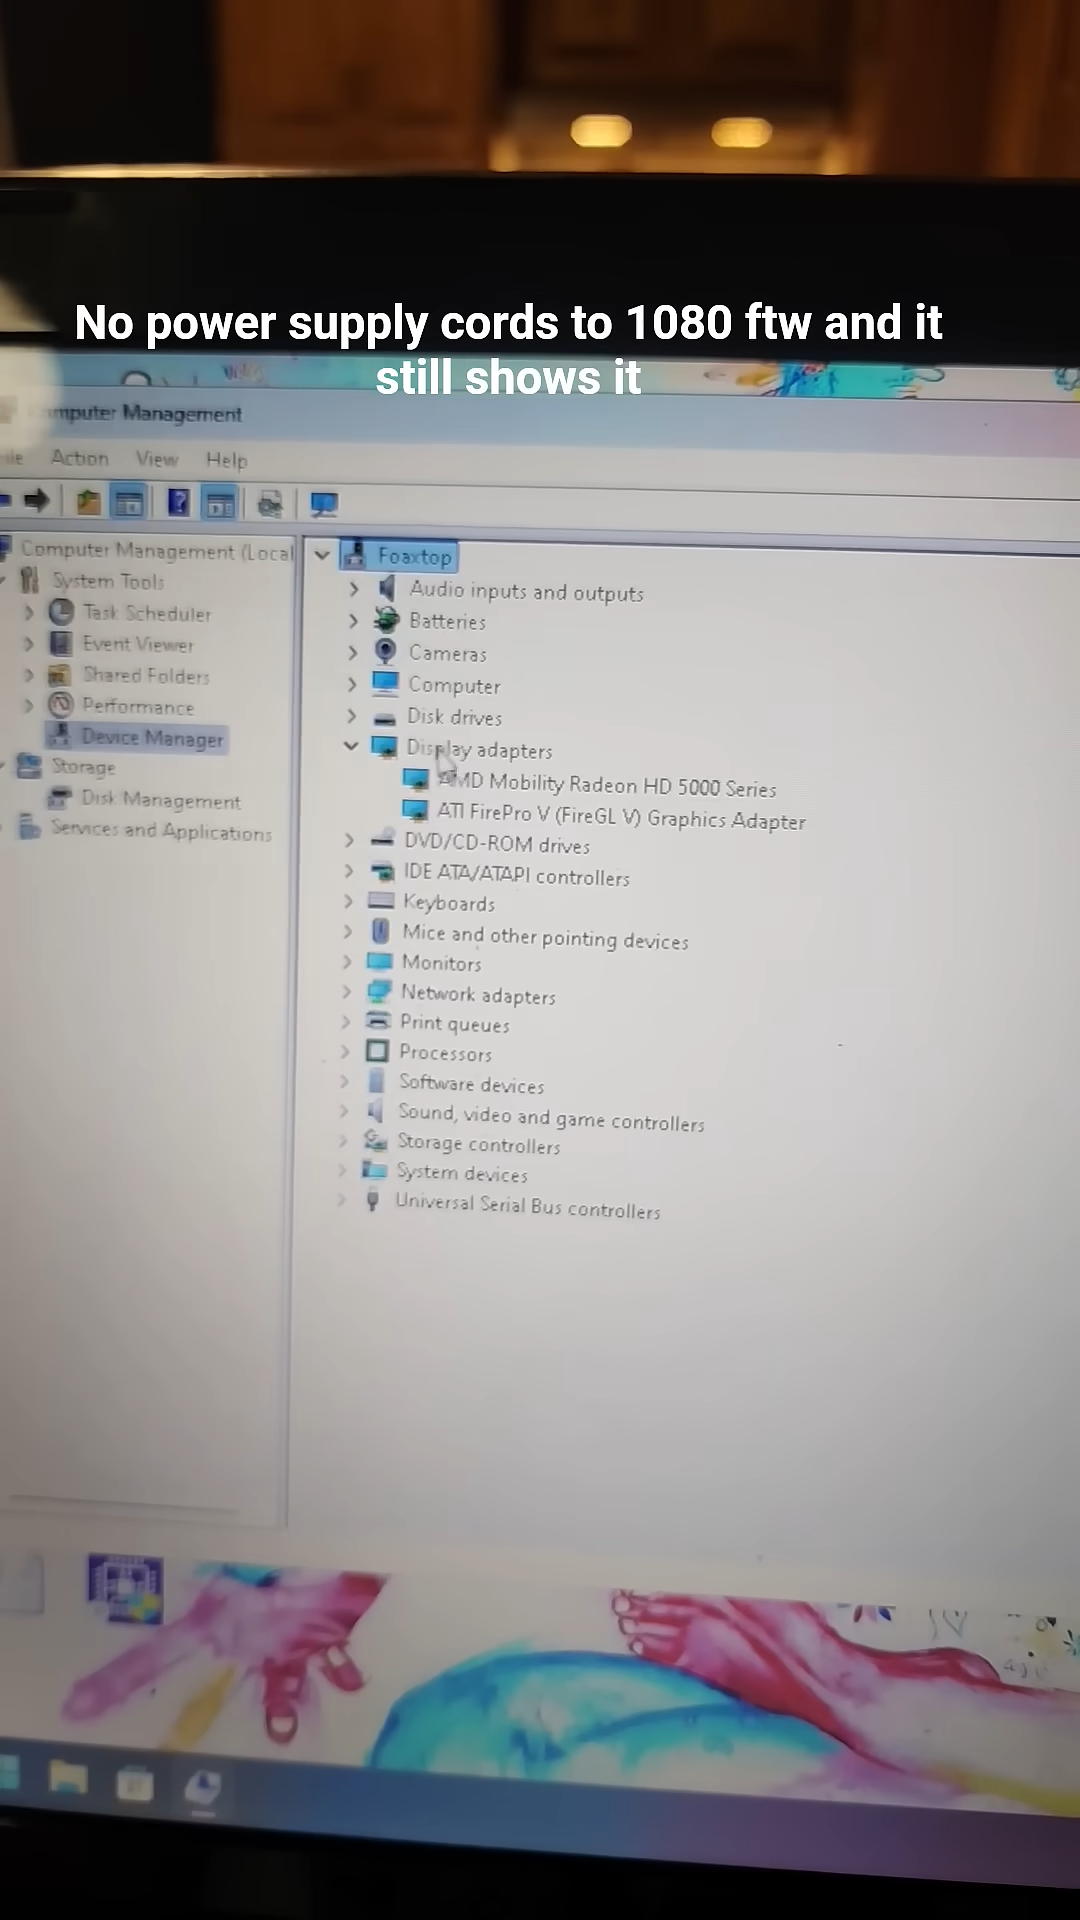 No power supply cords to 1080 ftw and it
still shows it
Computer Management
File Action View Help
Computer Management (Local
System Tools
Task Scheduler
Event Viewer
Shared Folders
Performance
Device Manager
Storage
Disk Management
Services and Applications
Foaxtop
Audio inputs and outputs
Batteries
Cameras
Computer
Disk drives
Display adapters
AMD Mobility Radeon HD 5000 Series
ATI FirePro V (FireGL V) Graphics Adapter
DVD/CD-ROM drives
IDE ATA/ATAPI controllers
Keyboards
Mice and other pointing devices
Monitors
Network adapters
Print queues
Processors
Software devices
Sound, video and game controllers
Storage controllers
System devices
Universal Serial Bus controllers